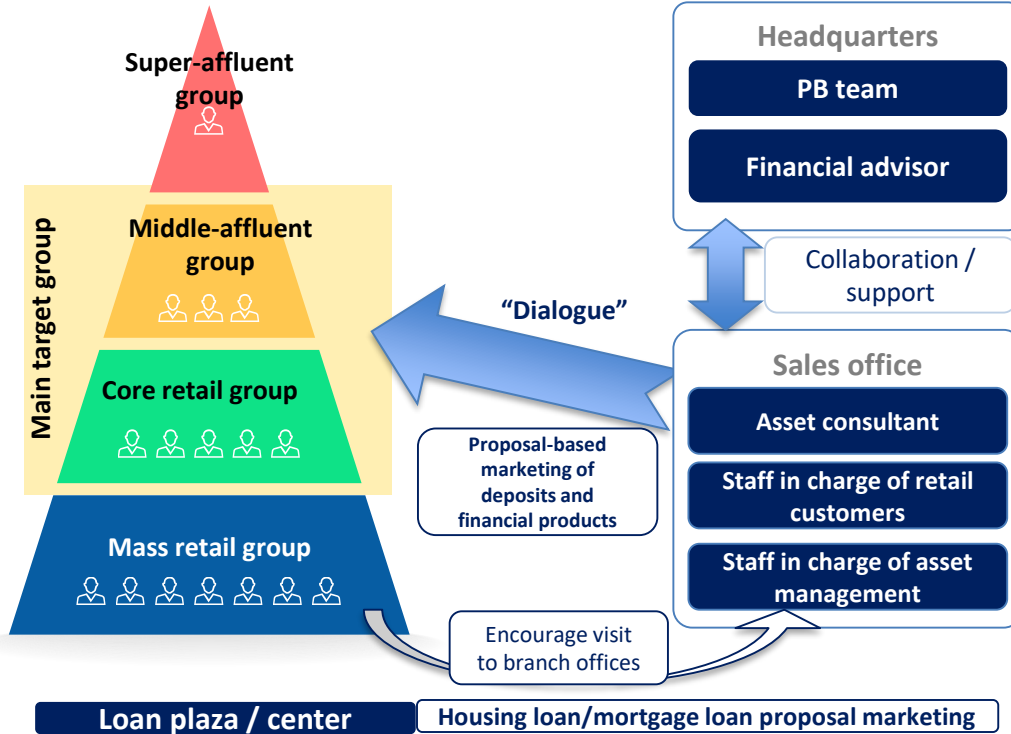 Super-affluent
group
Middle-affluent
group
Main target group
Core retail group
Mass retail group
Headquarters
PB team
Financial advisor
Collaboration /
support
“Dialogue”
Proposal-based
marketing of
deposits and
financial products
Sales office
Asset consultant
Staff in charge of retail
customers
Staff in charge of asset
management
Encourage visit
to branch offices
Loan plaza / center
Housing loan/mortgage loan proposal marketing